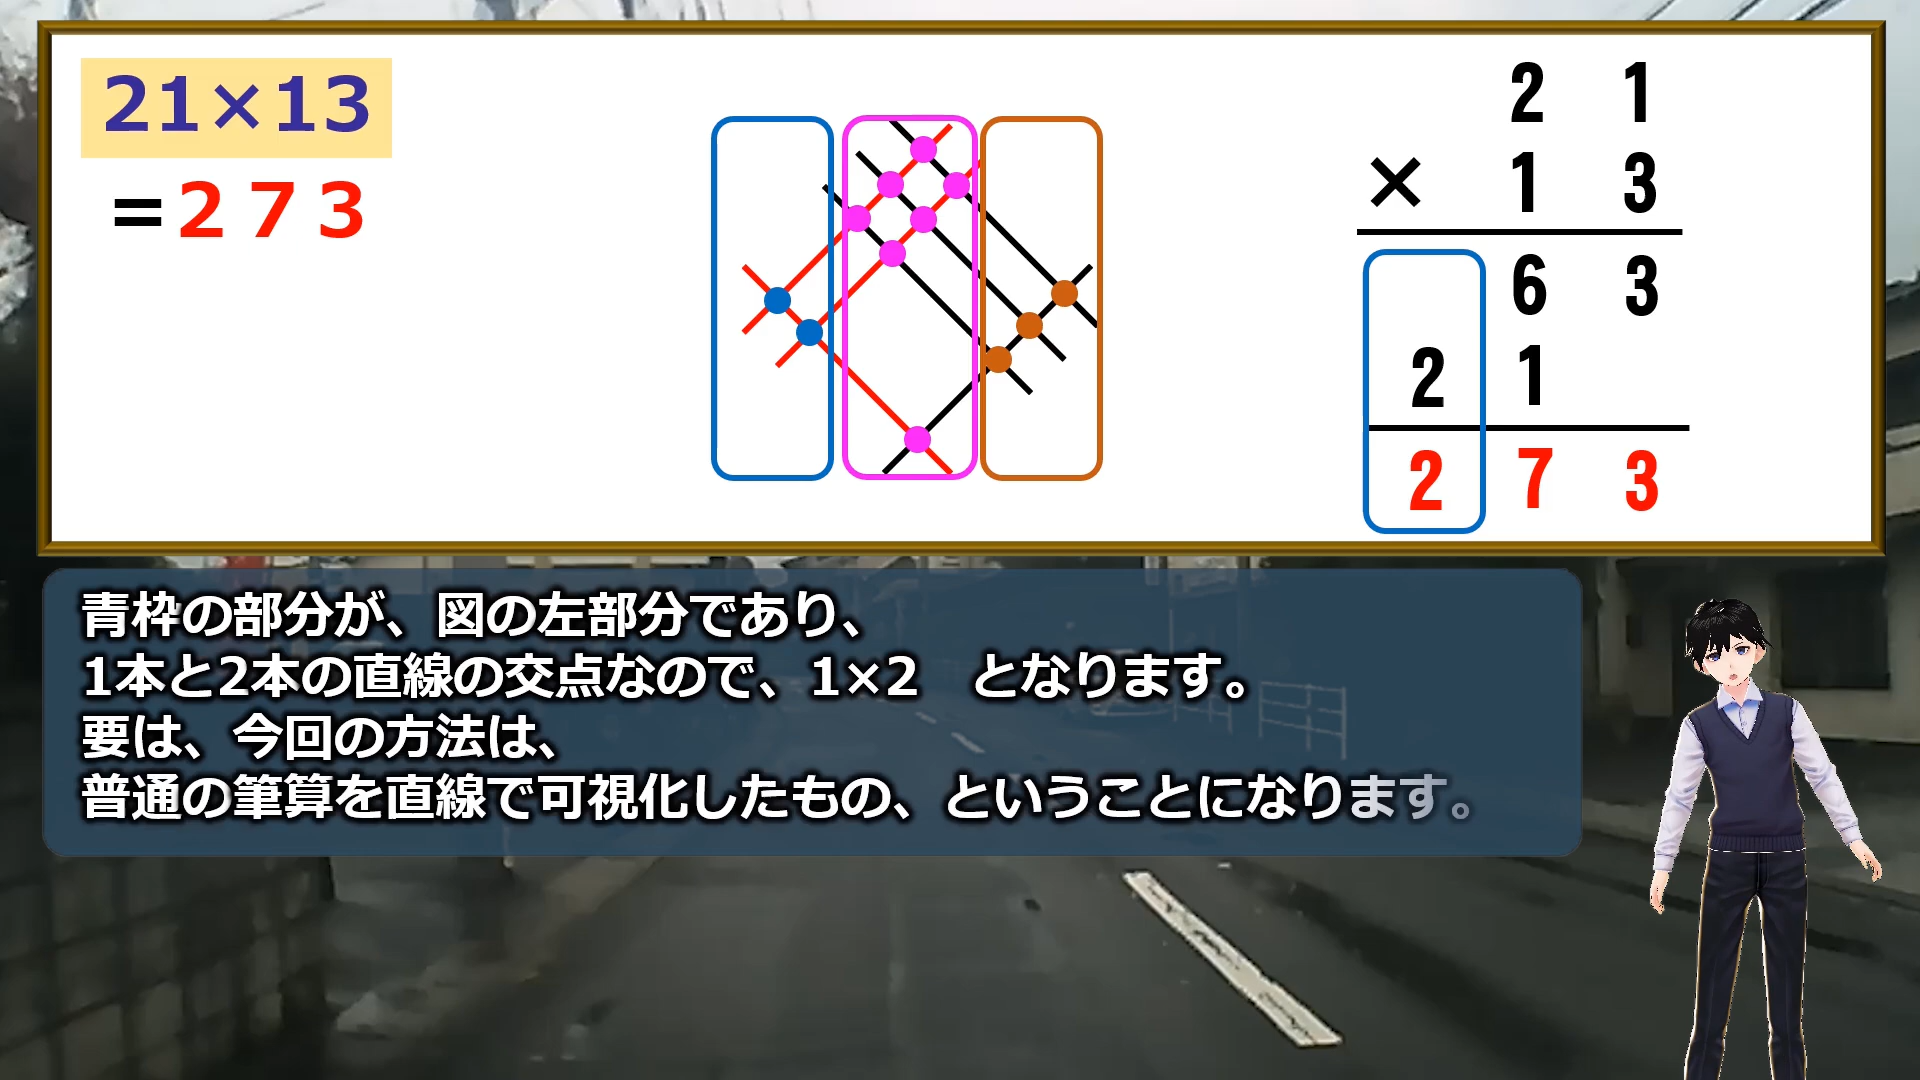 21×13
=273
2 1
× 1 3
6 3
2 1
2 7 3
青枠の部分が、図の左部分であり、
1本と2本の直線の交点なので、1×2　となります。
要は、今回の方法は、
普通の筆算を直線で可視化したもの、ということになります。